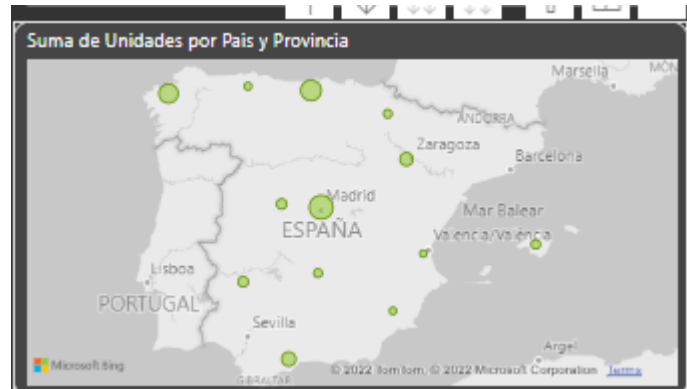 Suma de Unidades por Pais y Provincia
Marsella
MÓN
ANDORRA
Zaragoza
Barcelona
Madrid
Mar Balear
ESPAÑA
Valencia/València
Lisboa
PORTUGAL
Sevilla
Argel
Microsoft Bing
GIBRALTAR
© 2022 TomTom, © 2022 Microsoft Corporation Terms